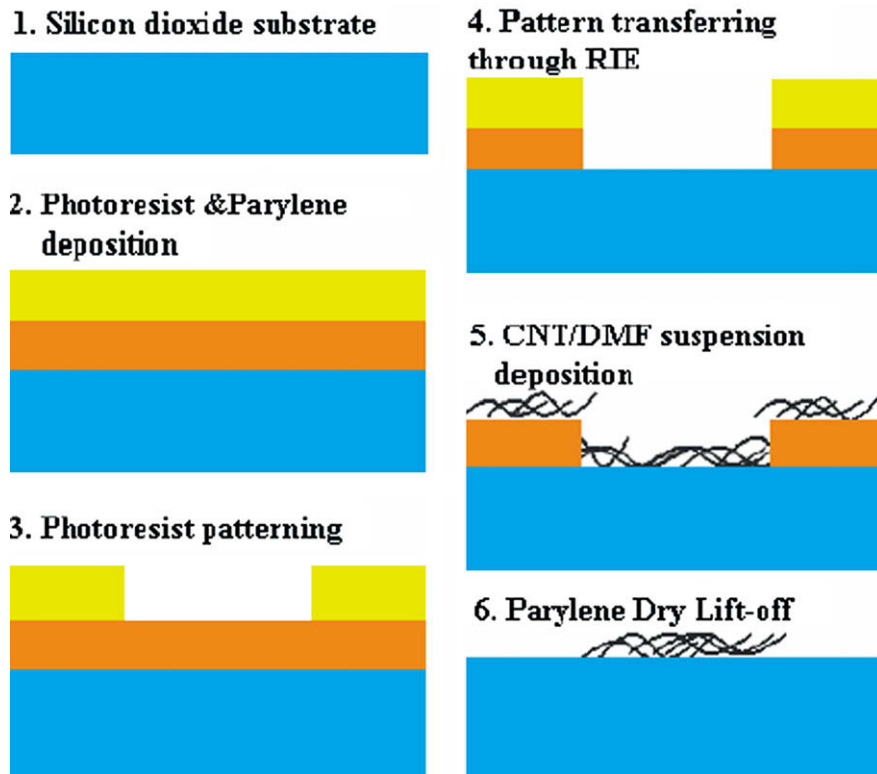 1. Silicon dioxide substrate
2. Photoresist &Parylene
deposition
3. Photoresist patterning
4. Pattern transferring
through RIE
5. CNT/DMF suspension
deposition
6. Parylene Dry Lift-off